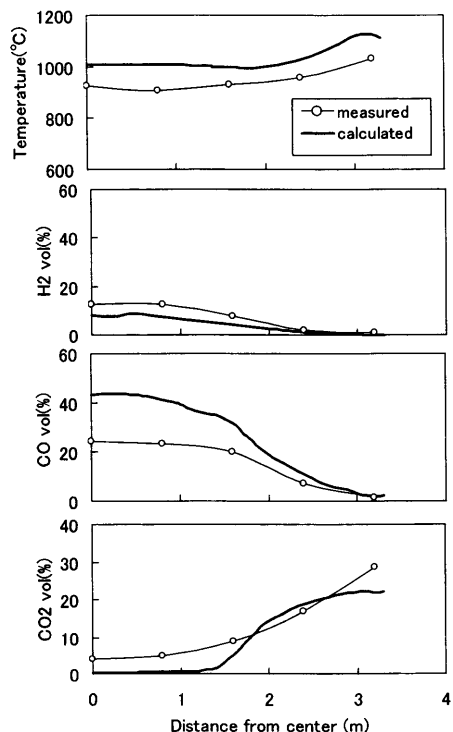 1200
1000
800
600
Temperature(°C)
measured
calculated
60
40
20
0
H2 vol(%)
60
40
20
0
CO vol(%)
40
30
20
10
0
CO2 vol(%)
0 1 2 3 4
Distance from center (m)